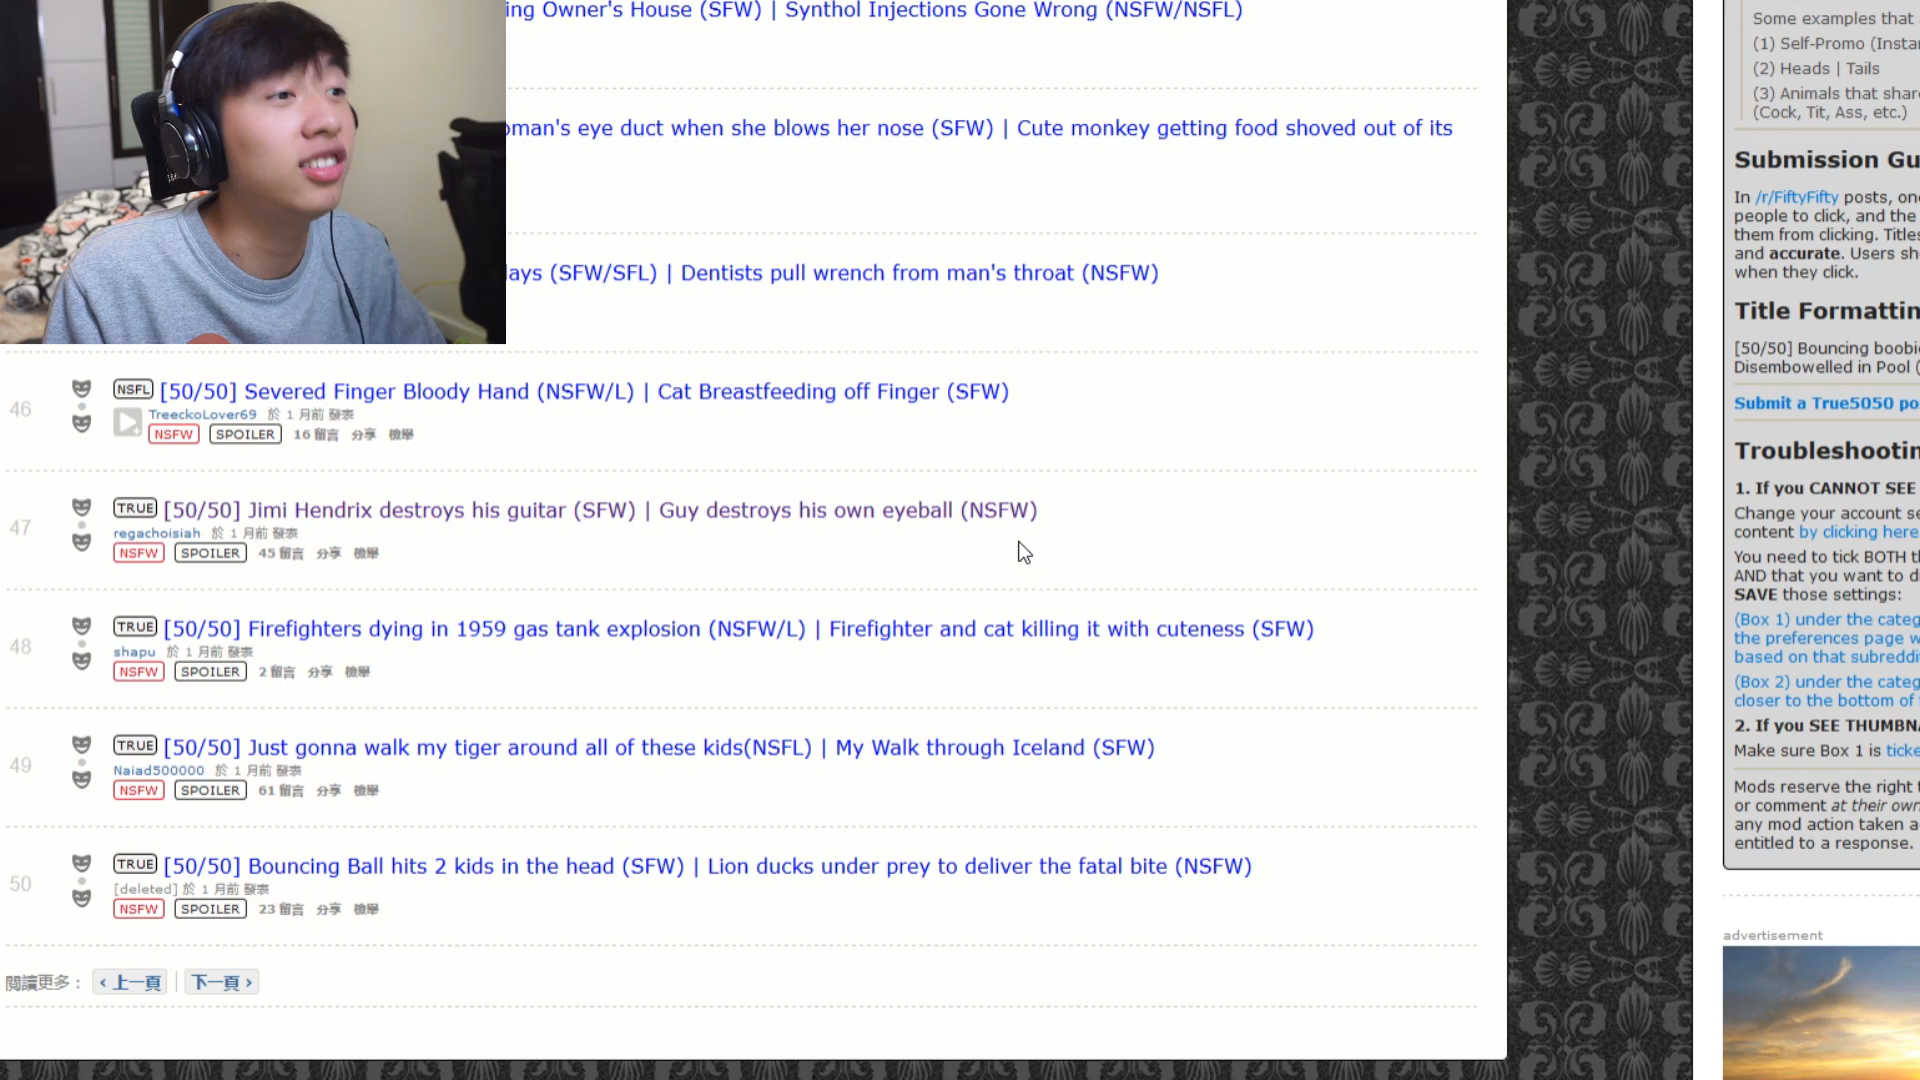 ing Owner's House (SFW) | Synthol Injections Gone Wrong (NSFW/NSFL)
oman's eye duct when she blows her nose (SFW) | Cute monkey getting food shoved out of its
lays (SFW/SFL) | Dentists pull wrench from man's throat (NSFW)
46
NSFL [50/50] Severed Finger Bloody Hand (NSFW/L) | Cat Breastfeeding off Finger (SFW)
TreeckoLover69 於 1 月前 發表
NSFW SPOILER 16 留言 分享 檢舉
47
TRUE [50/50] Jimi Hendrix destroys his guitar (SFW) | Guy destroys his own eyeball (NSFW)
regachoisiah 於 1 月前 發表
NSFW SPOILER 45 留言 分享 檢舉
48
TRUE [50/50] Firefighters dying in 1959 gas tank explosion (NSFW/L) | Firefighter and cat killing it with cuteness (SFW)
shapu 於 1 月前 發表
NSFW SPOILER 2 留言 分享 檢舉
49
TRUE [50/50] Just gonna walk my tiger around all of these kids(NSFL) | My Walk through Iceland (SFW)
Naiad500000 於 1 月前 發表
NSFW SPOILER 61 留言 分享 檢舉
50
TRUE [50/50] Bouncing Ball hits 2 kids in the head (SFW) | Lion ducks under prey to deliver the fatal bite (NSFW)
[deleted] 於 1 月前 發表
NSFW SPOILER 23 留言 分享 檢舉
閱讀更多： ‹ 上一頁 | 下一頁 ›
Some examples that
(1) Self-Promo (Insta
(2) Heads | Tails
(3) Animals that share
(Cock, Tit, Ass, etc.)
Submission Gu
In /r/FiftyFifty posts, one
people to click, and the
them from clicking. Titles
and accurate. Users sh
when they click.
Title Formattin
[50/50] Bouncing boobie
Disembowelled in Pool (
Submit a True5050 po
Troubleshootin
1. If you CANNOT SEE
Change your account se
content by clicking here
You need to tick BOTH th
AND that you want to d
SAVE those settings:
(Box 1) under the categ
the preferences page w
based on that subreddi
(Box 2) under the categ
closer to the bottom of
2. If you SEE THUMBNA
Make sure Box 1 is ticke
Mods reserve the right t
or comment at their own
any mod action taken a
entitled to a response.
advertisement